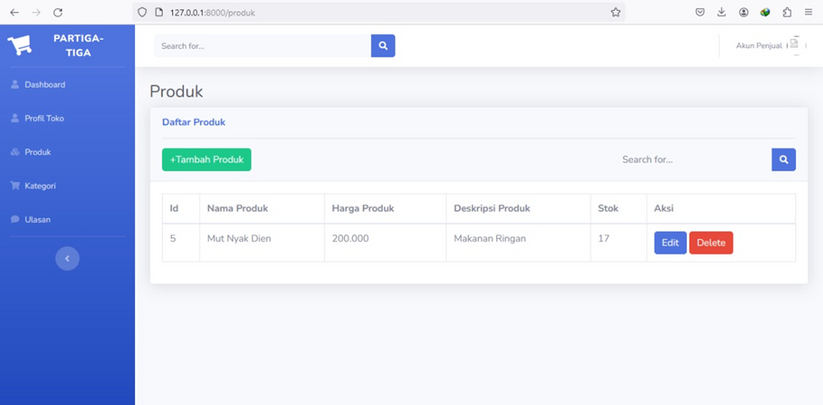 127.0.0.1:8000/produk
PARTIGA-
TIGA
Search for...
Akun Penjual
Dashboard
Profil Toko
Produk
Kategori
Ulasan
Produk
Daftar Produk
+Tambah Produk
Search for...
Id Nama Produk Harga Produk Deskripsi Produk Stok Aksi
5 Mut Nyak Dien 200.000 Makanan Ringan 17 Edit Delete